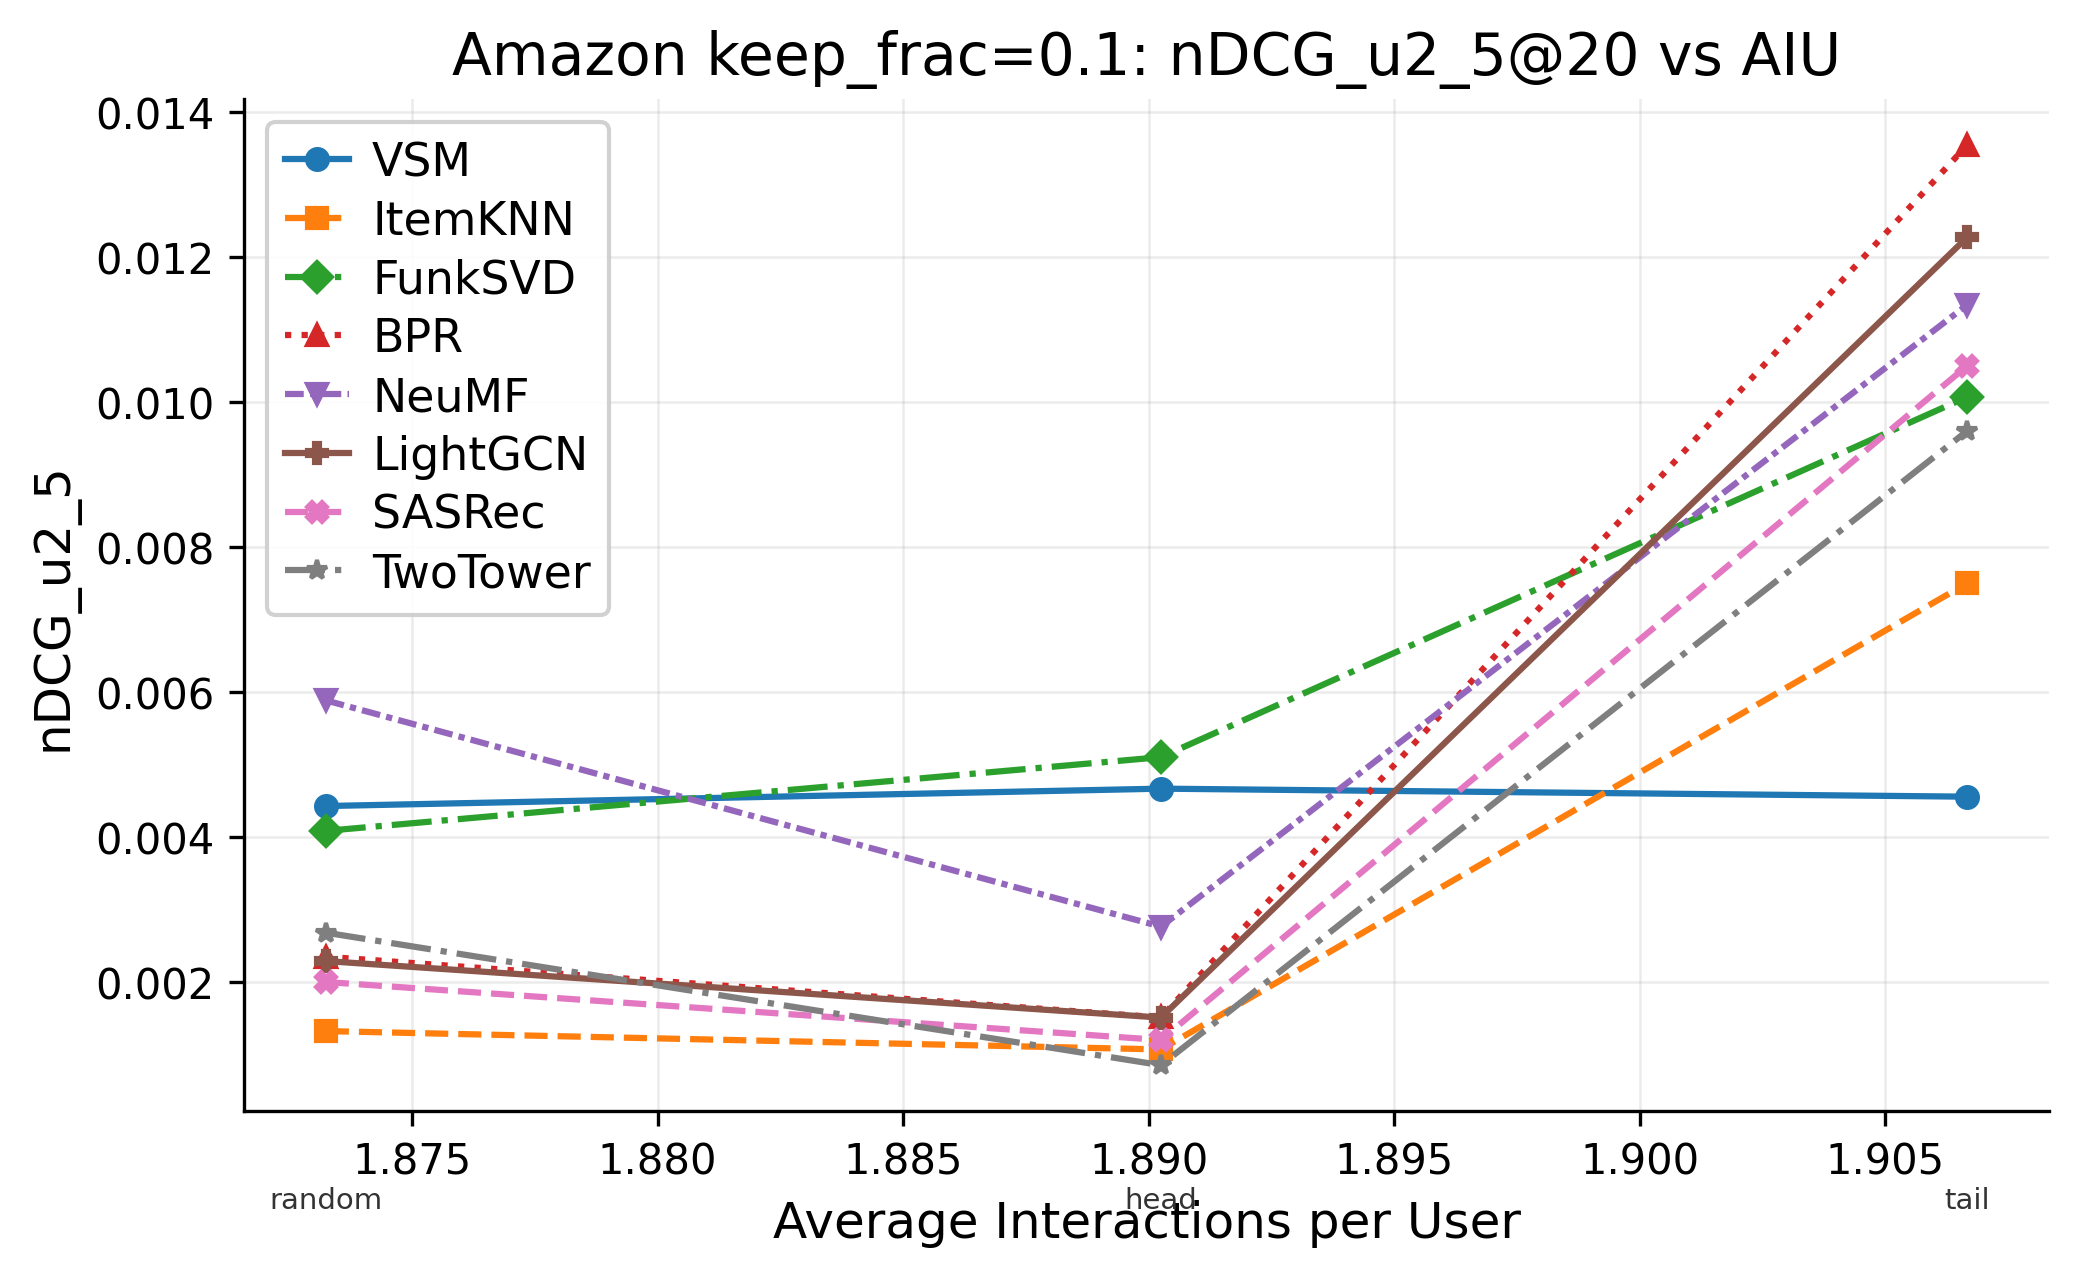 Amazon keep_frac=0.1: nDCG_u2_5@20 vs AIU
nDCG_u2_5
0.014
0.012
0.010
0.008
0.006
0.004
0.002
VSM
ItemKNN
FunkSVD
BPR
NeuMF
LightGCN
SASRec
TwoTower
1.875 1.880 1.885 1.890 1.895 1.900 1.905
random head tail
Average Interactions per User